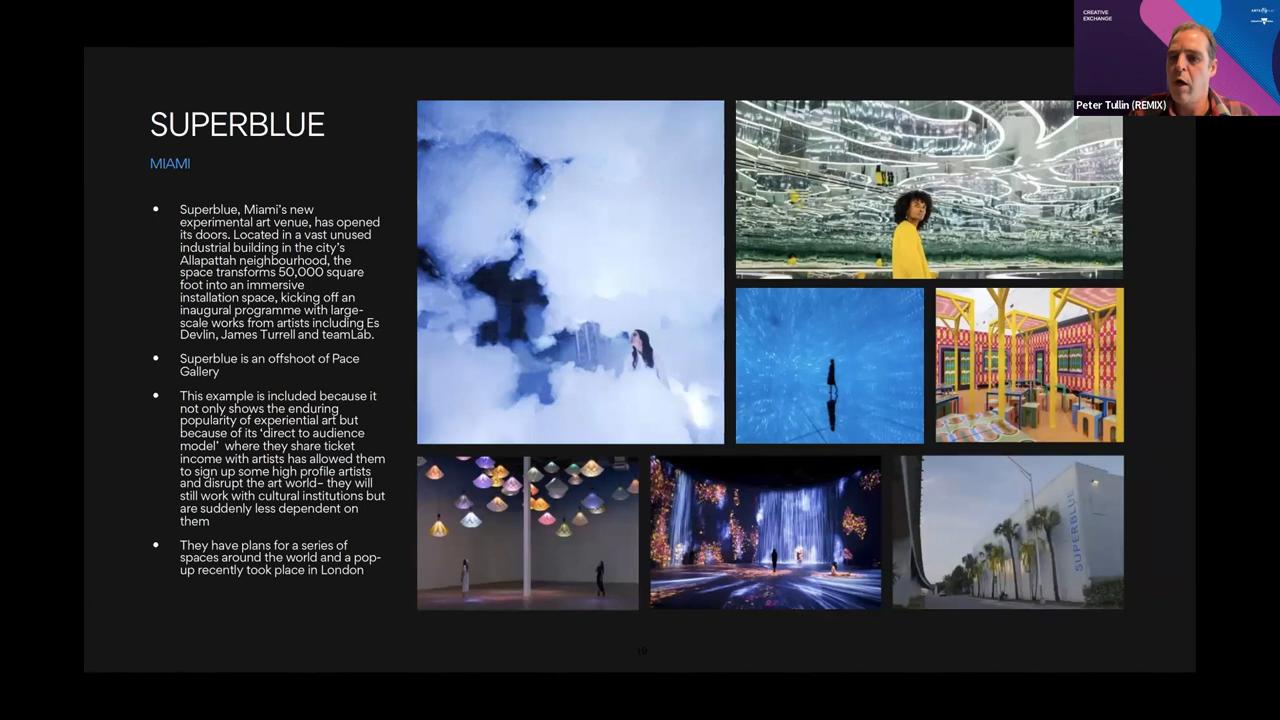 CREATIVE
EXCHANGE
Peter Tullin (REMIX)
SUPERBLUE
MIAMI
• Superblue, Miami's new
experimental art venue, has opened
its doors. Located in a vast unused
industrial building in the city's
Allapattah neighbourhood, the
space transforms 50,000 square
foot into an immersive
installation space, kicking off an
inaugural programme with large-
scale works from artists including Es
Devlin, James Turrell and teamLab.
• Superblue is an offshoot of Pace
Gallery
• This example is included because it
not only shows the enduring
popularity of experiential art but
because of its 'direct to audience
model' where they share ticket
income with artists has allowed them
to sign up some high profile artists
and disrupt the art world– they will
still work with cultural institutions but
are suddenly less dependent on
them
• They have plans for a series of
spaces around the world and a pop-
up recently took place in London
SUPERBLUE
19